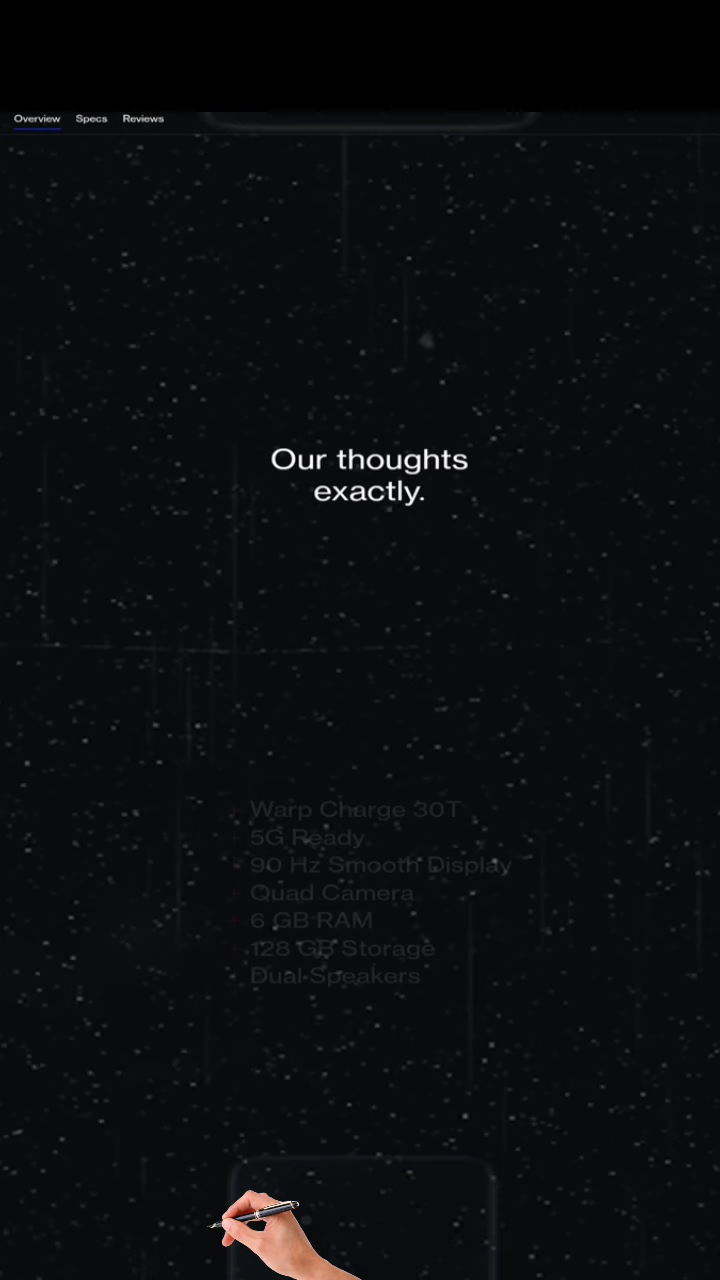 Overview Specs Reviews
Our thoughts
exactly.
Warp Charge 30T
5G Ready
90 Hz Smooth Display
Quad Camera
6 GB RAM
128 GB Storage
Dual Speakers